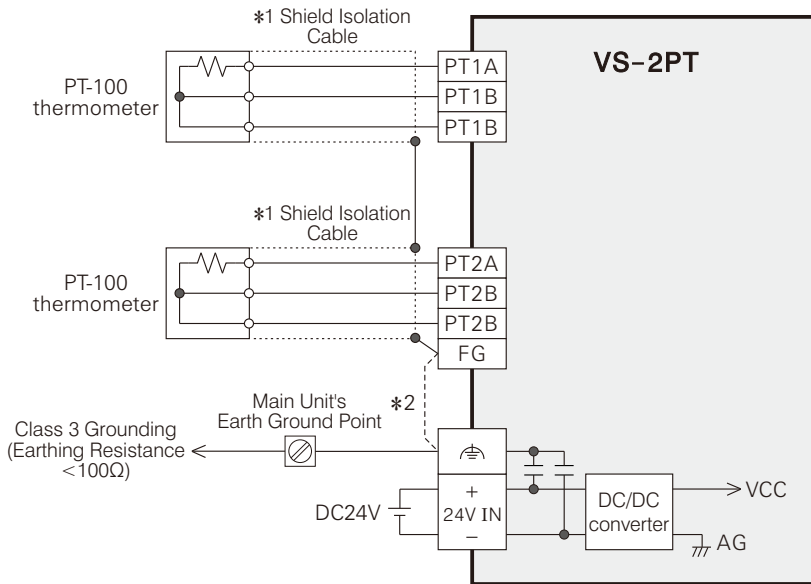 *1 Shield Isolation
Cable
VS-2PT
PT-100
thermometer
PT1A
PT1B
PT1B
*1 Shield Isolation
Cable
PT-100
thermometer
PT2A
PT2B
PT2B
FG
*2
Main Unit's
Earth Ground Point
Class 3 Grounding
(Earthing Resistance
<100Ω)
DC24V
+
24V IN
−
DC/DC
converter
VCC
AG